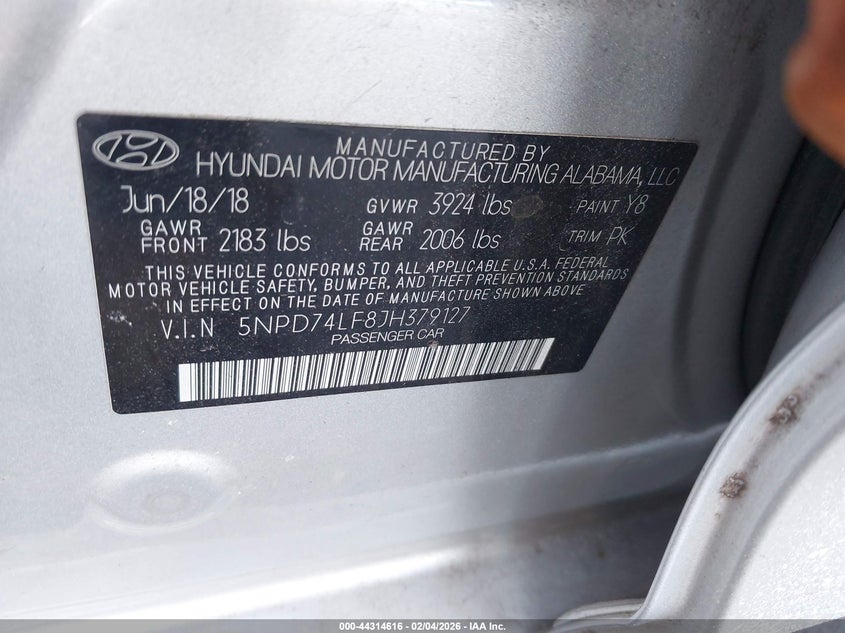 MANUFACTURED BY
HYUNDAI MOTOR MANUFACTURING ALABAMA, LLC
Jun/18/18 GVWR 3924 lbs PAINT Y8
GAWR FRONT 2183 lbs GAWR REAR 2006 lbs TRIM PK
THIS VEHICLE CONFORMS TO ALL APPLICABLE U.S.A. FEDERAL
MOTOR VEHICLE SAFETY, BUMPER, AND THEFT PREVENTION STANDARDS
IN EFFECT ON THE DATE OF MANUFACTURE SHOWN ABOVE
V.I.N 5NPD74LF8JH379127
PASSENGER CAR
000-44314616 - 02/04/2026 - IAA Inc.